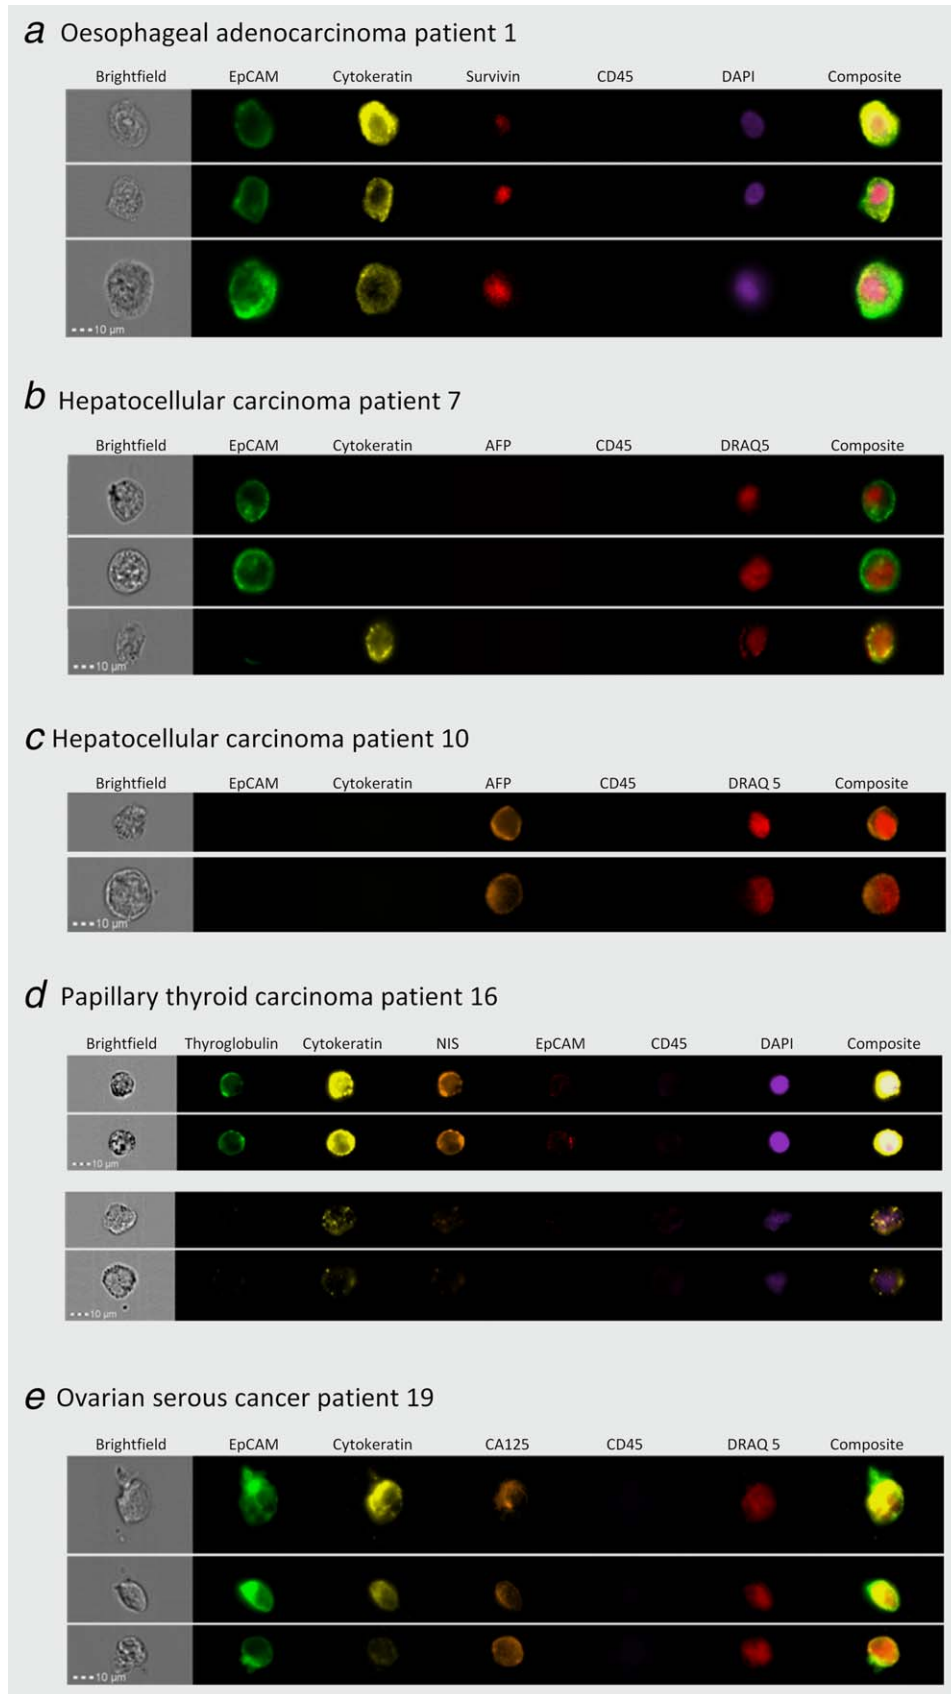 a Oesophageal adenocarcinoma patient 1
Brightfield EpCAM Cytokeratin Survivin CD45 DAPI Composite
10 µm
b Hepatocellular carcinoma patient 7
Brightfield EpCAM Cytokeratin AFP CD45 DRAQ5 Composite
10 µm
c Hepatocellular carcinoma patient 10
Brightfield EpCAM Cytokeratin AFP CD45 DRAQ 5 Composite
10 µm
d Papillary thyroid carcinoma patient 16
Brightfield Thyroglobulin Cytokeratin NIS EpCAM CD45 DAPI Composite
10 µm
10 µm
e Ovarian serous cancer patient 19
Brightfield EpCAM Cytokeratin CA125 CD45 DRAQ 5 Composite
10 µm